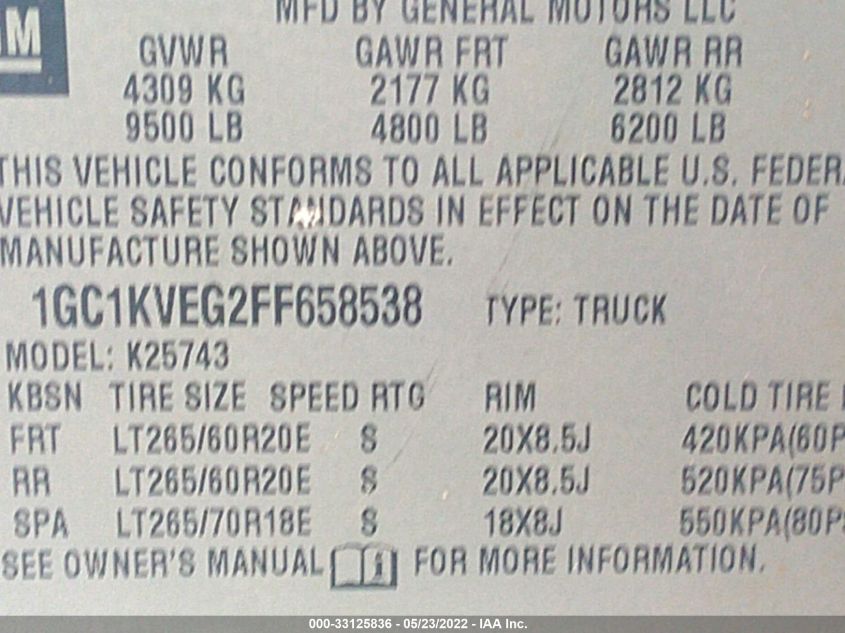 MFD BY GENERAL MOTORS LLC
GM
GVWR GAWR FRT GAWR RR
4309 KG 2177 KG 2812 KG
9500 LB 4800 LB 6200 LB
THIS VEHICLE CONFORMS TO ALL APPLICABLE U.S. FEDERA
VEHICLE SAFETY STANDARDS IN EFFECT ON THE DATE OF
MANUFACTURE SHOWN ABOVE.
1GC1KVEG2FF658538 TYPE: TRUCK
MODEL: K25743
KBSN TIRE SIZE SPEED RTG RIM COLD TIRE
FRT LT265/60R20E S 20X8.5J 420KPA(60P
RR LT265/60R20E S 20X8.5J 520KPA(75P
SPA LT265/70R18E S 18X8J 550KPA(80PS
SEE OWNER'S MANUAL i FOR MORE INFORMATION.
000-33125836 - 05/23/2022 - IAA Inc.